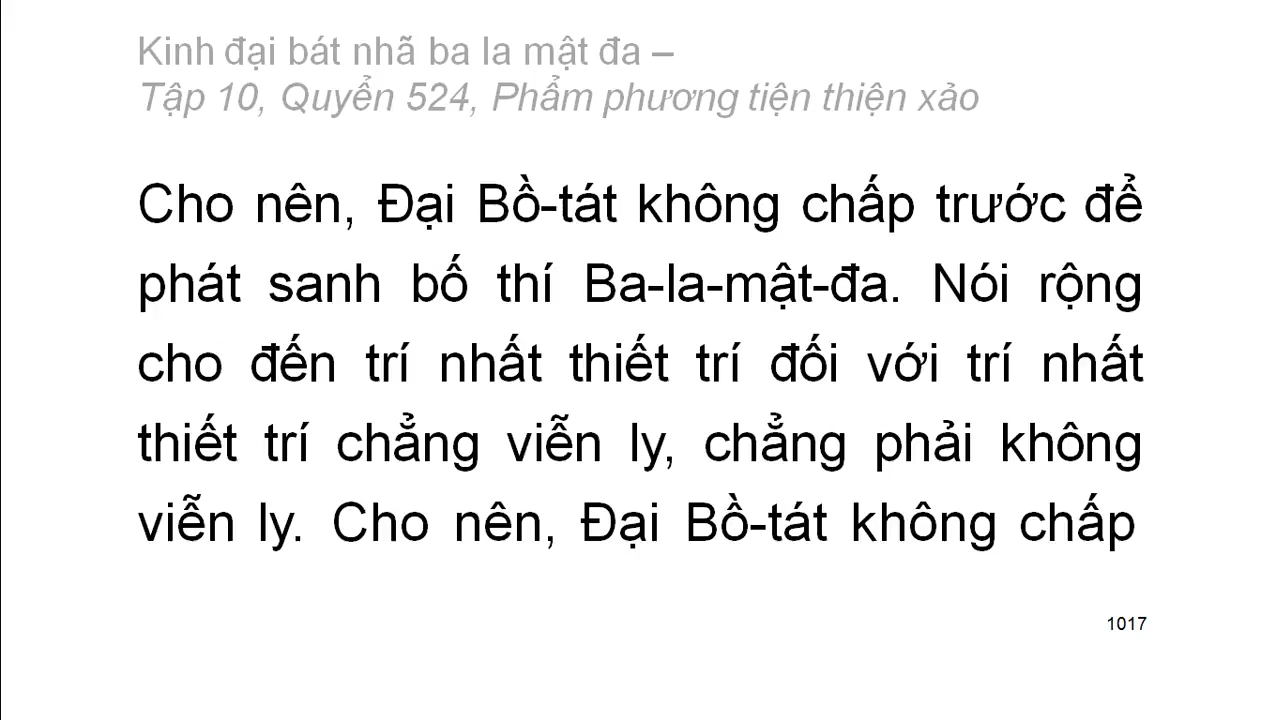 Kinh đại bát nhã ba la mật đa –
Tập 10, Quyển 524, Phẩm phương tiện thiện xảo
Cho nên, Đại Bồ-tát không chấp trước để
phát sanh bố thí Ba-la-mật-đa. Nói rộng
cho đến trí nhất thiết trí đối với trí nhất
thiết trí chẳng viễn ly, chẳng phải không
viễn ly. Cho nên, Đại Bồ-tát không chấp
1017